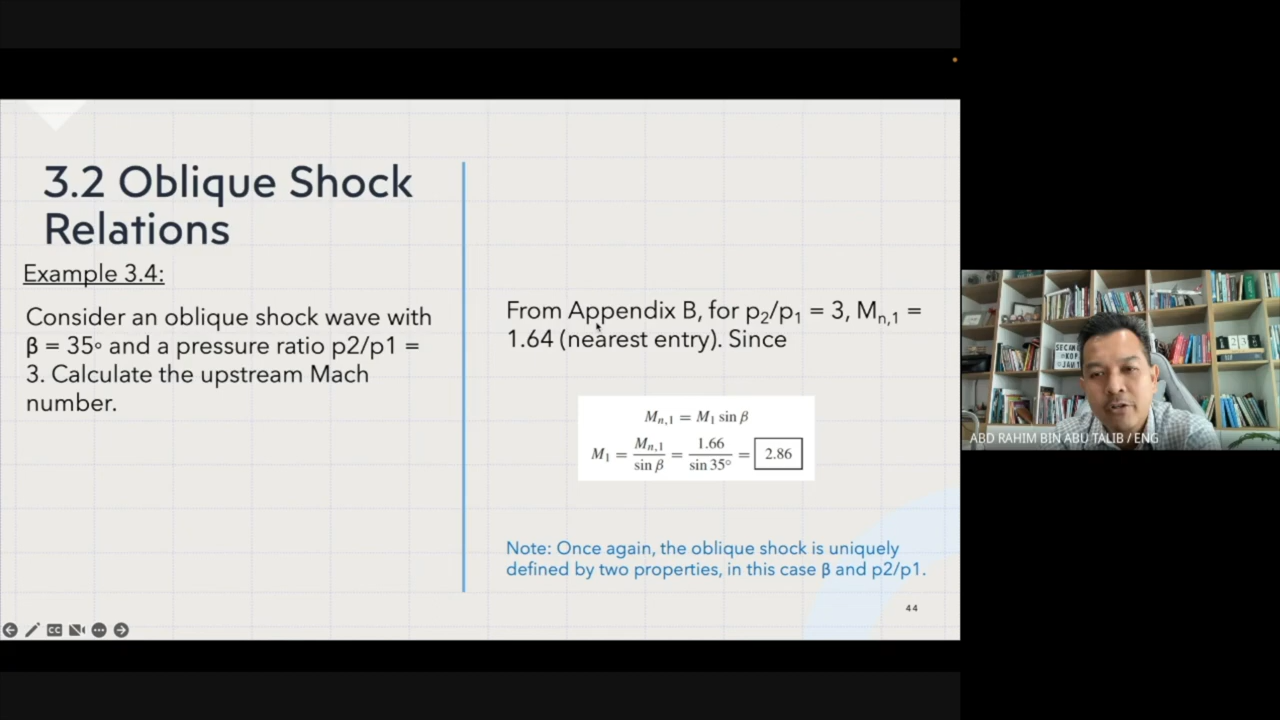 3.2 Oblique Shock
Relations
Example 3.4:
Consider an oblique shock wave with
β = 35° and a pressure ratio p2/p1 =
3. Calculate the upstream Mach
number.
From Appendix B, for p₂/p₁ = 3, Mₙ,₁ =
1.64 (nearest entry). Since
Mₙ,₁ = M₁ sin β
M₁ = Mₙ,₁ / sin β = 1.66 / sin 35° = 2.86
Note: Once again, the oblique shock is uniquely
defined by two properties, in this case β and p2/p1.
44
CC
ABD RAHIM BIN ABU TALIB / ENG